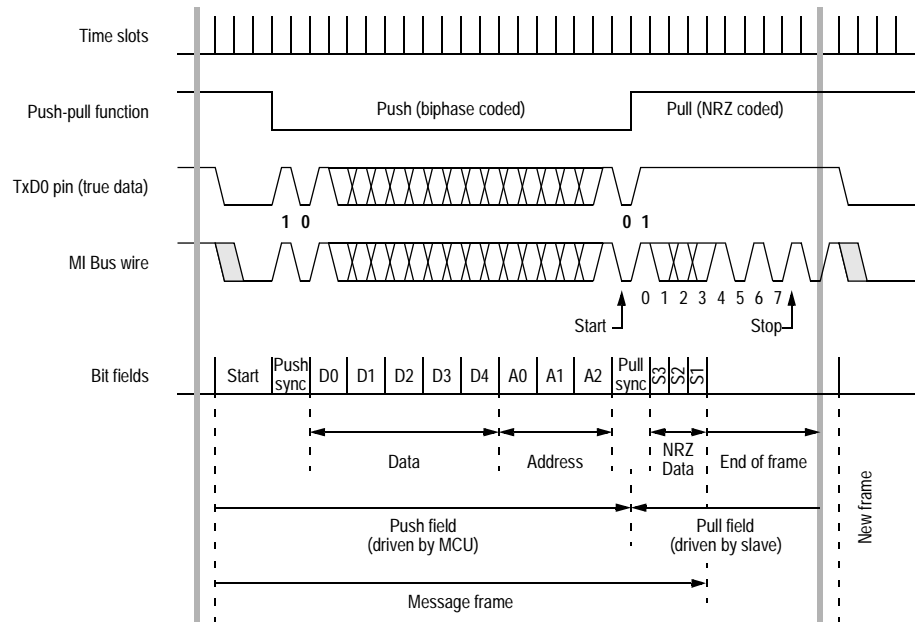 Time slots
Push-pull function
Push (biphase coded)
Pull (NRZ coded)
TxD0 pin (true data)
1 0
0 1
MI Bus wire
0 1 2 3 4 5 6 7
Start
Stop
Bit fields
Start
Push
sync
D0 D1 D2 D3 D4 A0 A1 A2
Pull
sync
S3
S2
S1
Data
Address
NRZ
Data
End of frame
Push field
(driven by MCU)
Pull field
(driven by slave)
New frame
Message frame